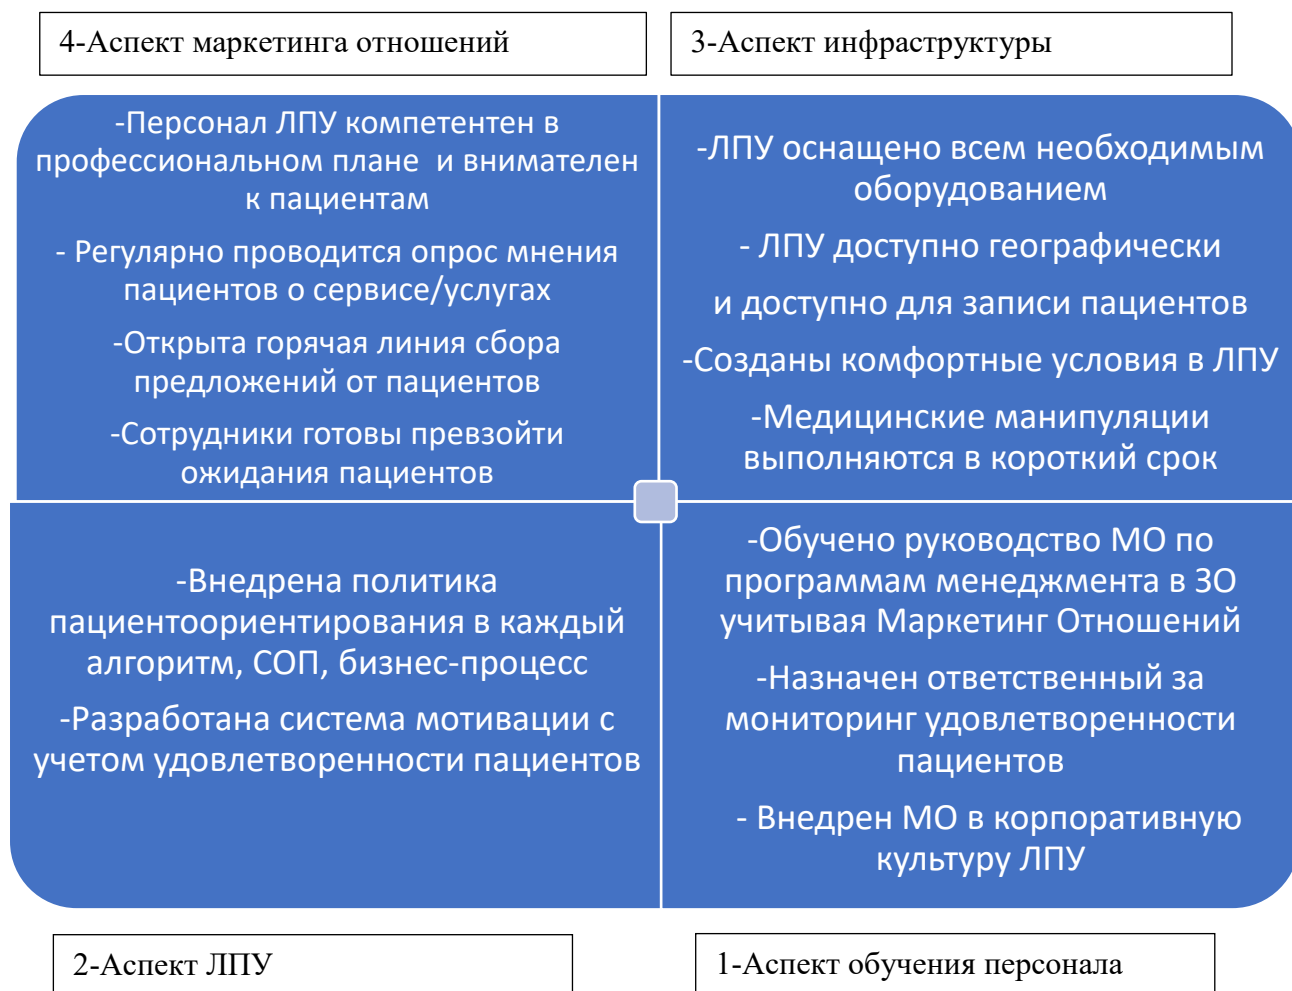 4-Аспект маркетинга отношений
3-Аспект инфраструктуры
-Персонал ЛПУ компетентен в
профессиональном плане и внимателен
к пациентам
- Регулярно проводится опрос мнения
пациентов о сервисе/услугах
-Открыта горячая линия сбора
предложений от пациентов
-Сотрудники готовы превзойти
ожидания пациентов
-ЛПУ оснащено всем необходимым
оборудованием
- ЛПУ доступно географически
и доступно для записи пациентов
-Созданы комфортные условия в ЛПУ
-Медицинские манипуляции
выполняются в короткий срок
-Внедрена политика
пациентоориентирования в каждый
алгоритм, СОП, бизнес-процесс
-Разработана система мотивации с
учетом удовлетворенности пациентов
-Обучено руководство МО по
программам менеджмента в ЗО
учитывая Маркетинг Отношений
-Назначен ответственный за
мониторинг удовлетворенности
пациентов
- Внедрен МО в корпоративную
культуру ЛПУ
2-Аспект ЛПУ
1-Аспект обучения персонала